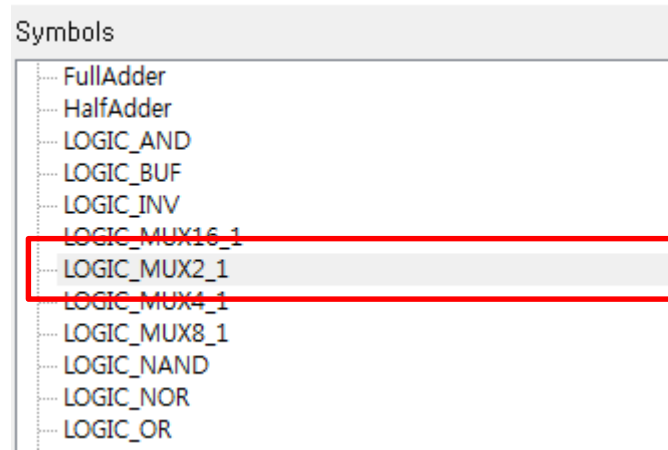 Symbols
FullAdder
HalfAdder
LOGIC_AND
LOGIC_BUF
LOGIC_INV
LOGIC_MUX16_1
LOGIC_MUX2_1
LOGIC_MUX4_1
LOGIC_MUX8_1
LOGIC_NAND
LOGIC_NOR
LOGIC_OR